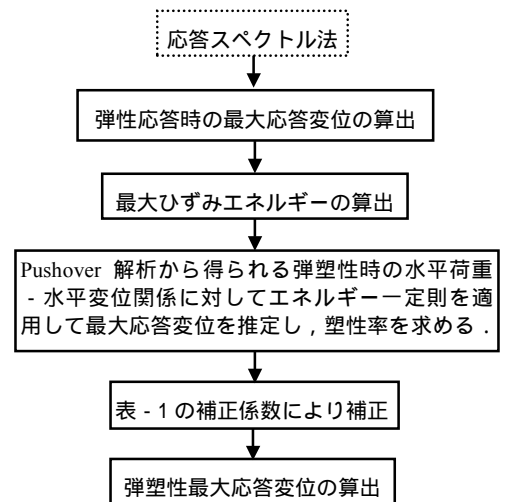 応答スペクトル法
弾性応答時の最大応答変位の算出
最大ひずみエネルギーの算出
Pushover 解析から得られる弾塑性時の水平荷重
- 水平変位関係に対してエネルギー一定則を適
用して最大応答変位を推定し，塑性率を求める．
表 - 1 の補正係数により補正
弾塑性最大応答変位の算出